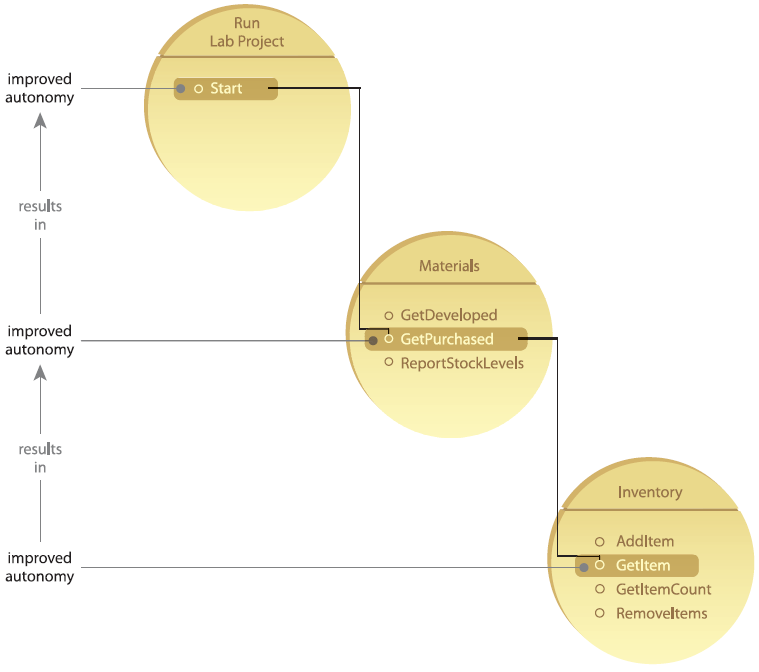 Run
Lab Project
improved
autonomy
Start
results
in
Materials
GetDeveloped
improved
autonomy
GetPurchased
ReportStockLevels
results
in
Inventory
AddItem
improved
autonomy
GetItem
GetItemCount
RemoveItems